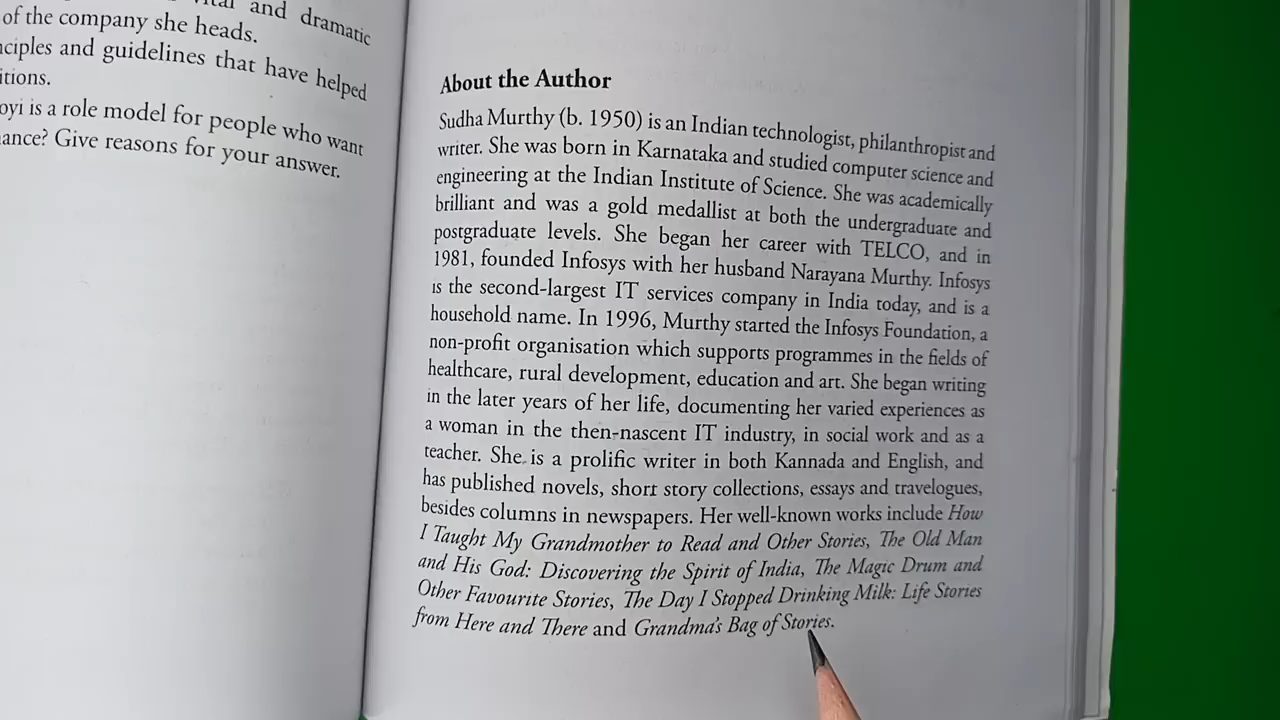 and dramatic
of the company she heads.
and guidelines that have helped
itions.
oyi is a role model for people who want
ance? Give reasons for your answer.
About the Author
Sudha Murthy (b. 1950) is an Indian technologist, philanthropist and
writer. She was born in Karnataka and studied computer science and
engineering at the Indian Institute of Science. She was academically
brilliant and was a gold medallist at both the undergraduate and
postgraduate levels. She began her career with TELCO, and in
1981, founded Infosys with her husband Narayana Murthy. Infosys
is the second-largest IT services company in India today, and is a
household name. In 1996, Murthy started the Infosys Foundation, a
non-profit organisation which supports programmes in the fields of
healthcare, rural development, education and art. She began writing
in the later years of her life, documenting her varied experiences as
a woman in the then-nascent IT industry, in social work and as a
teacher. She is a prolific writer in both Kannada and English, and
has published novels, short story collections, essays and travelogues,
besides columns in newspapers. Her well-known works include How
I Taught My Grandmother to Read and Other Stories, The Old Man
and His God: Discovering the Spirit of India, The Magic Drum and
Other Favourite Stories, The Day I Stopped Drinking Milk: Life Stories
from Here and There and Grandma's Bag of Stories.